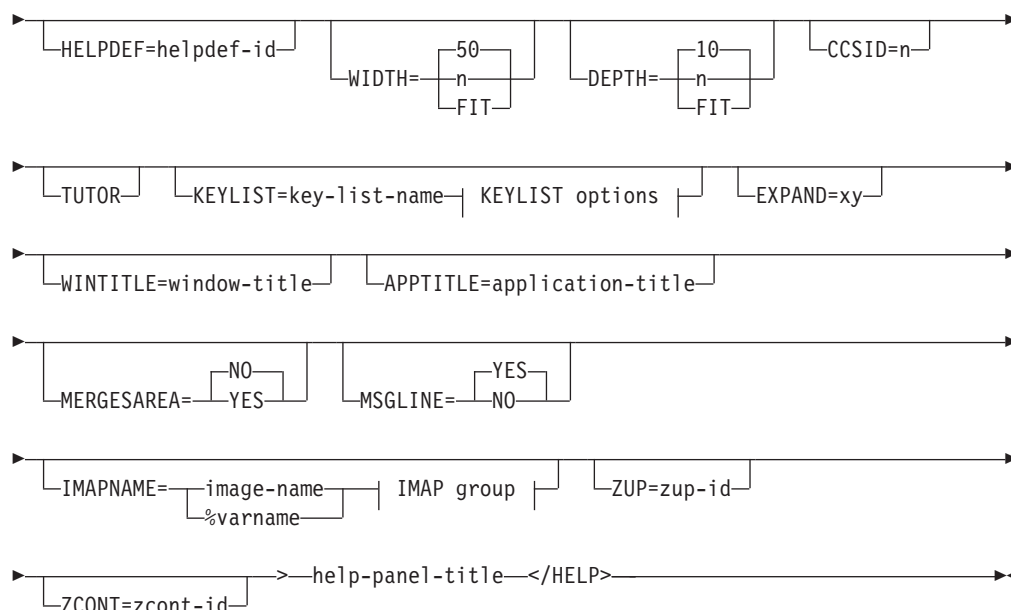 50 10
HELPDEF=helpdef-id WIDTH= n DEPTH= n CCSID=n
FIT FIT
TUTOR KEYLIST=key-list-name KEYLIST options EXPAND=xy
WINTITLE=window-title APPTITLE=application-title
NO YES
MERGESAREA= YES MSGLINE= NO
IMAPNAME= image-name IMAP group ZUP=zup-id
%varname
>—help-panel-title—</HELP>
ZCONT=zcont-id